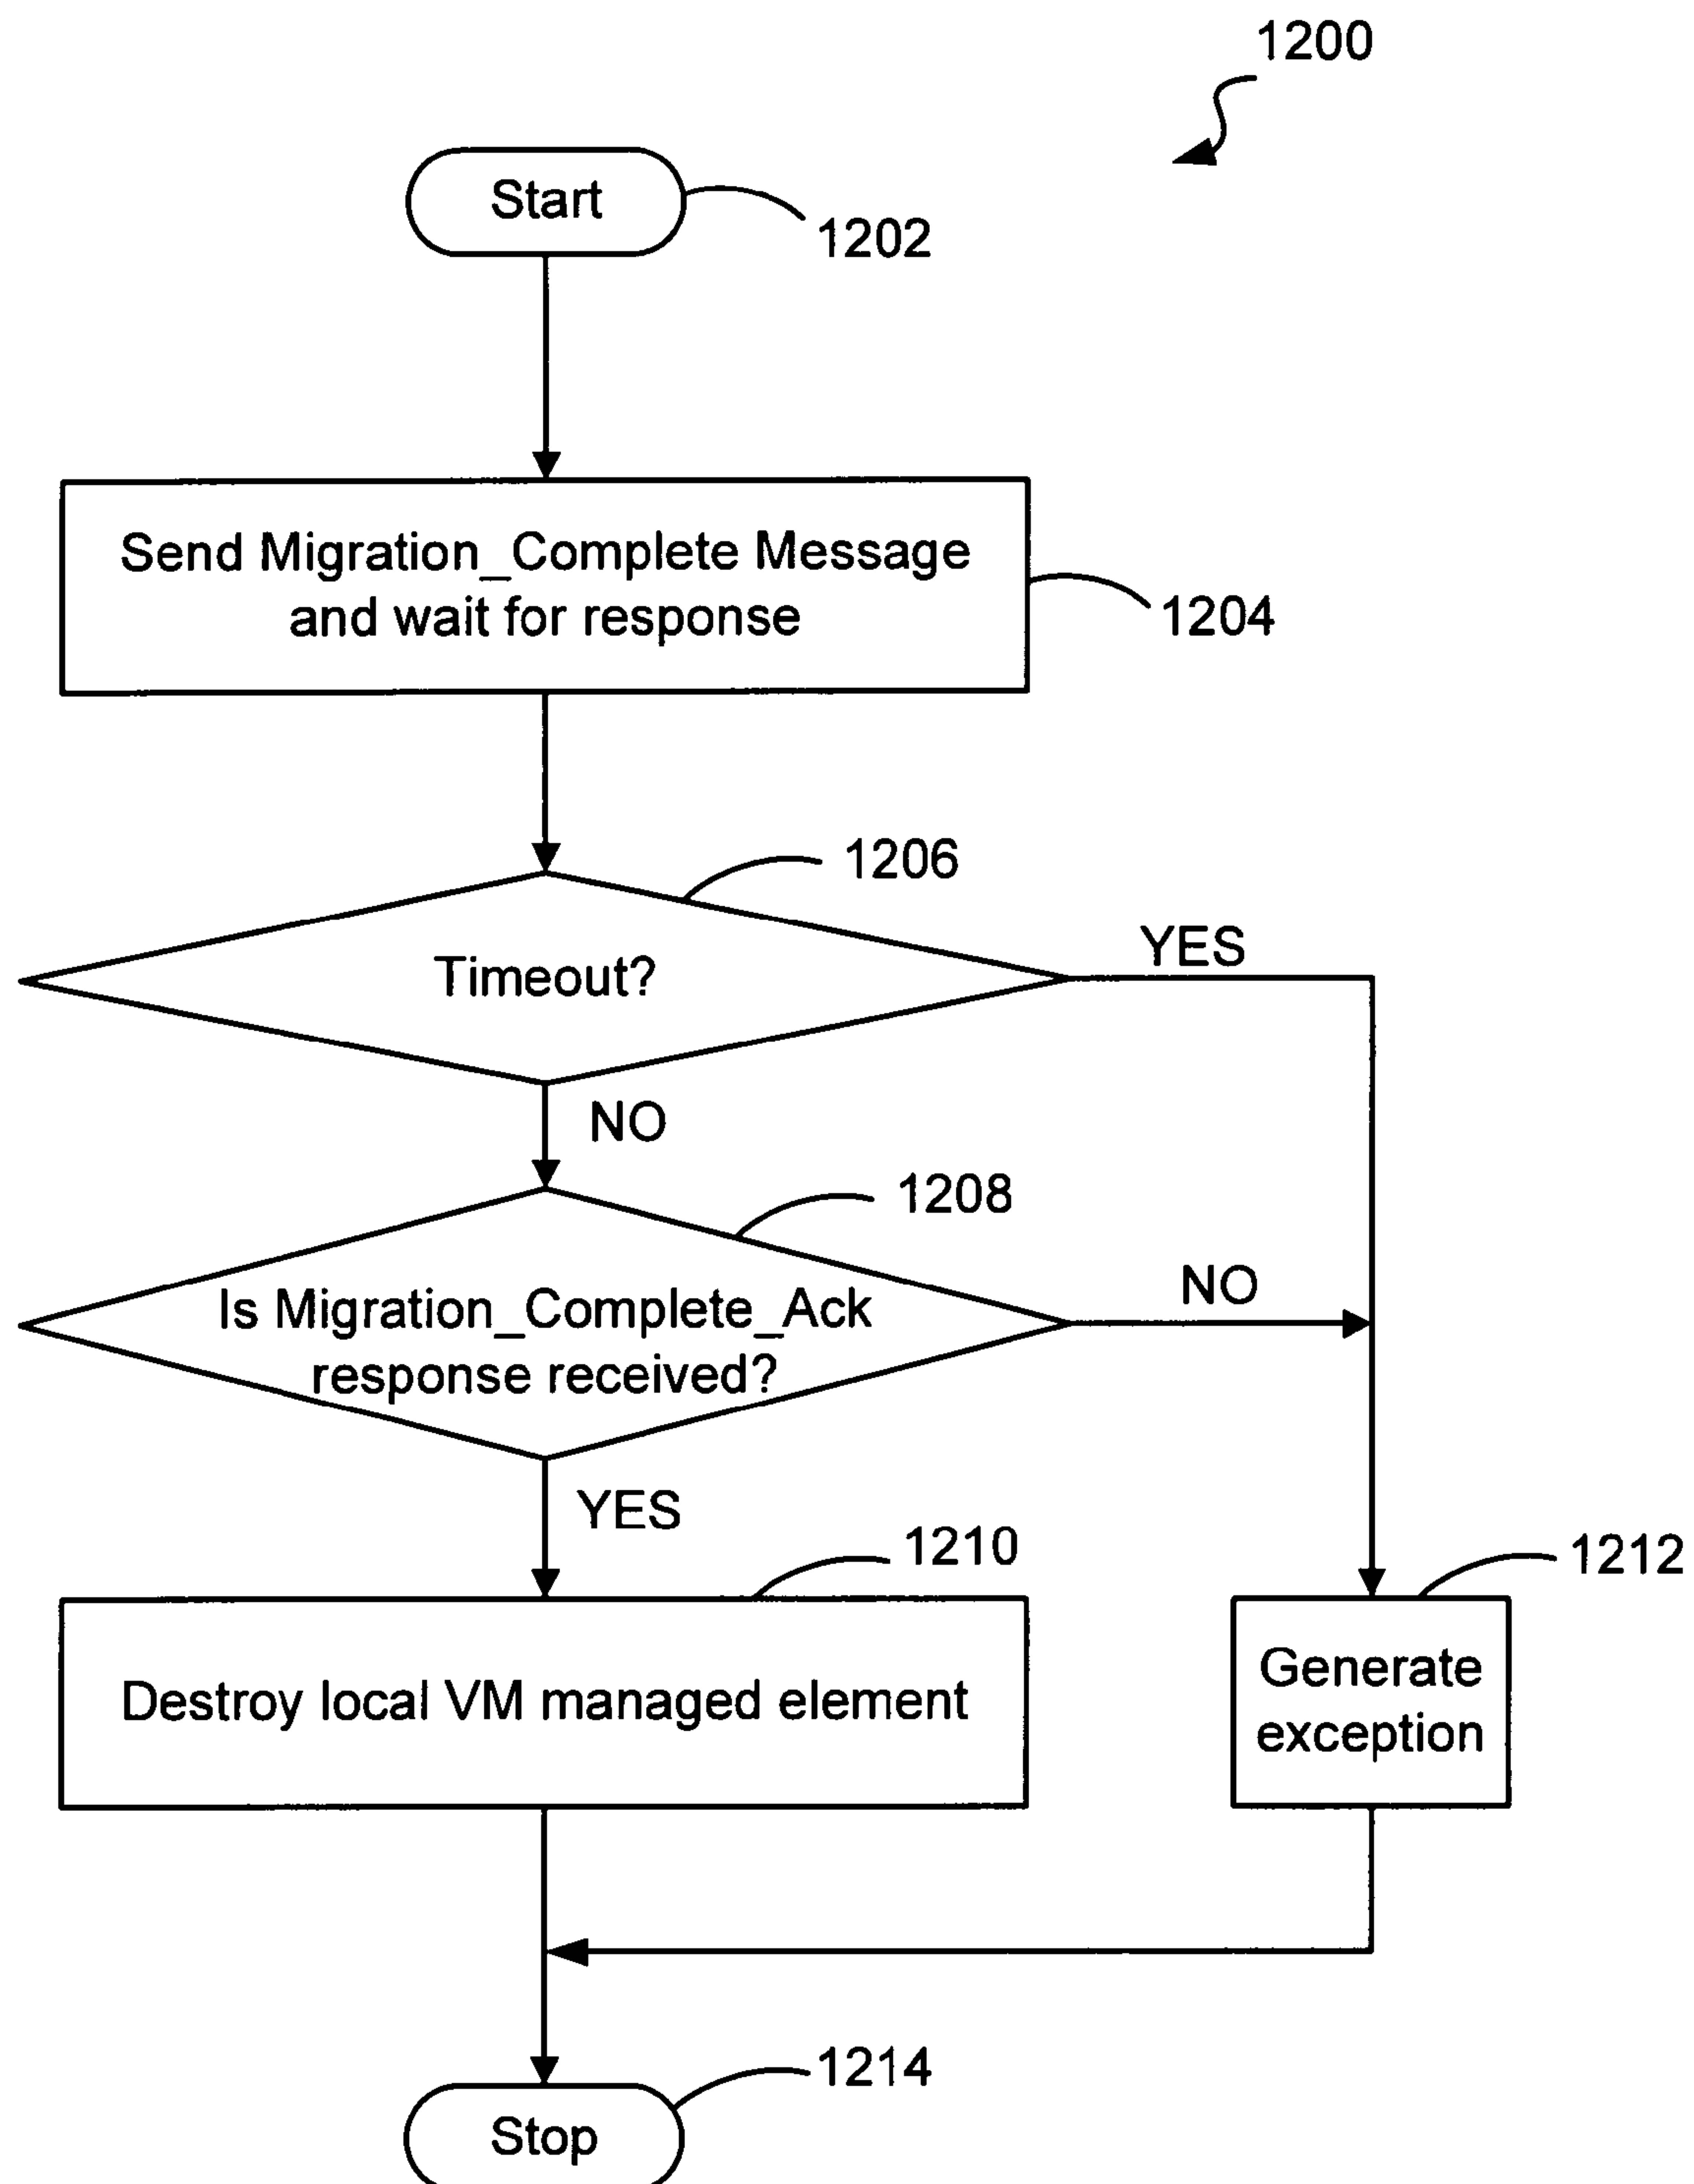 1200
Start
1202
Send Migration_Complete Message
and wait for response
1204
1206
Timeout?
YES
NO
1208
Is Migration_Complete_Ack
response received?
NO
YES
1210
1212
Destroy local VM managed element
Generate
exception
1214
Stop